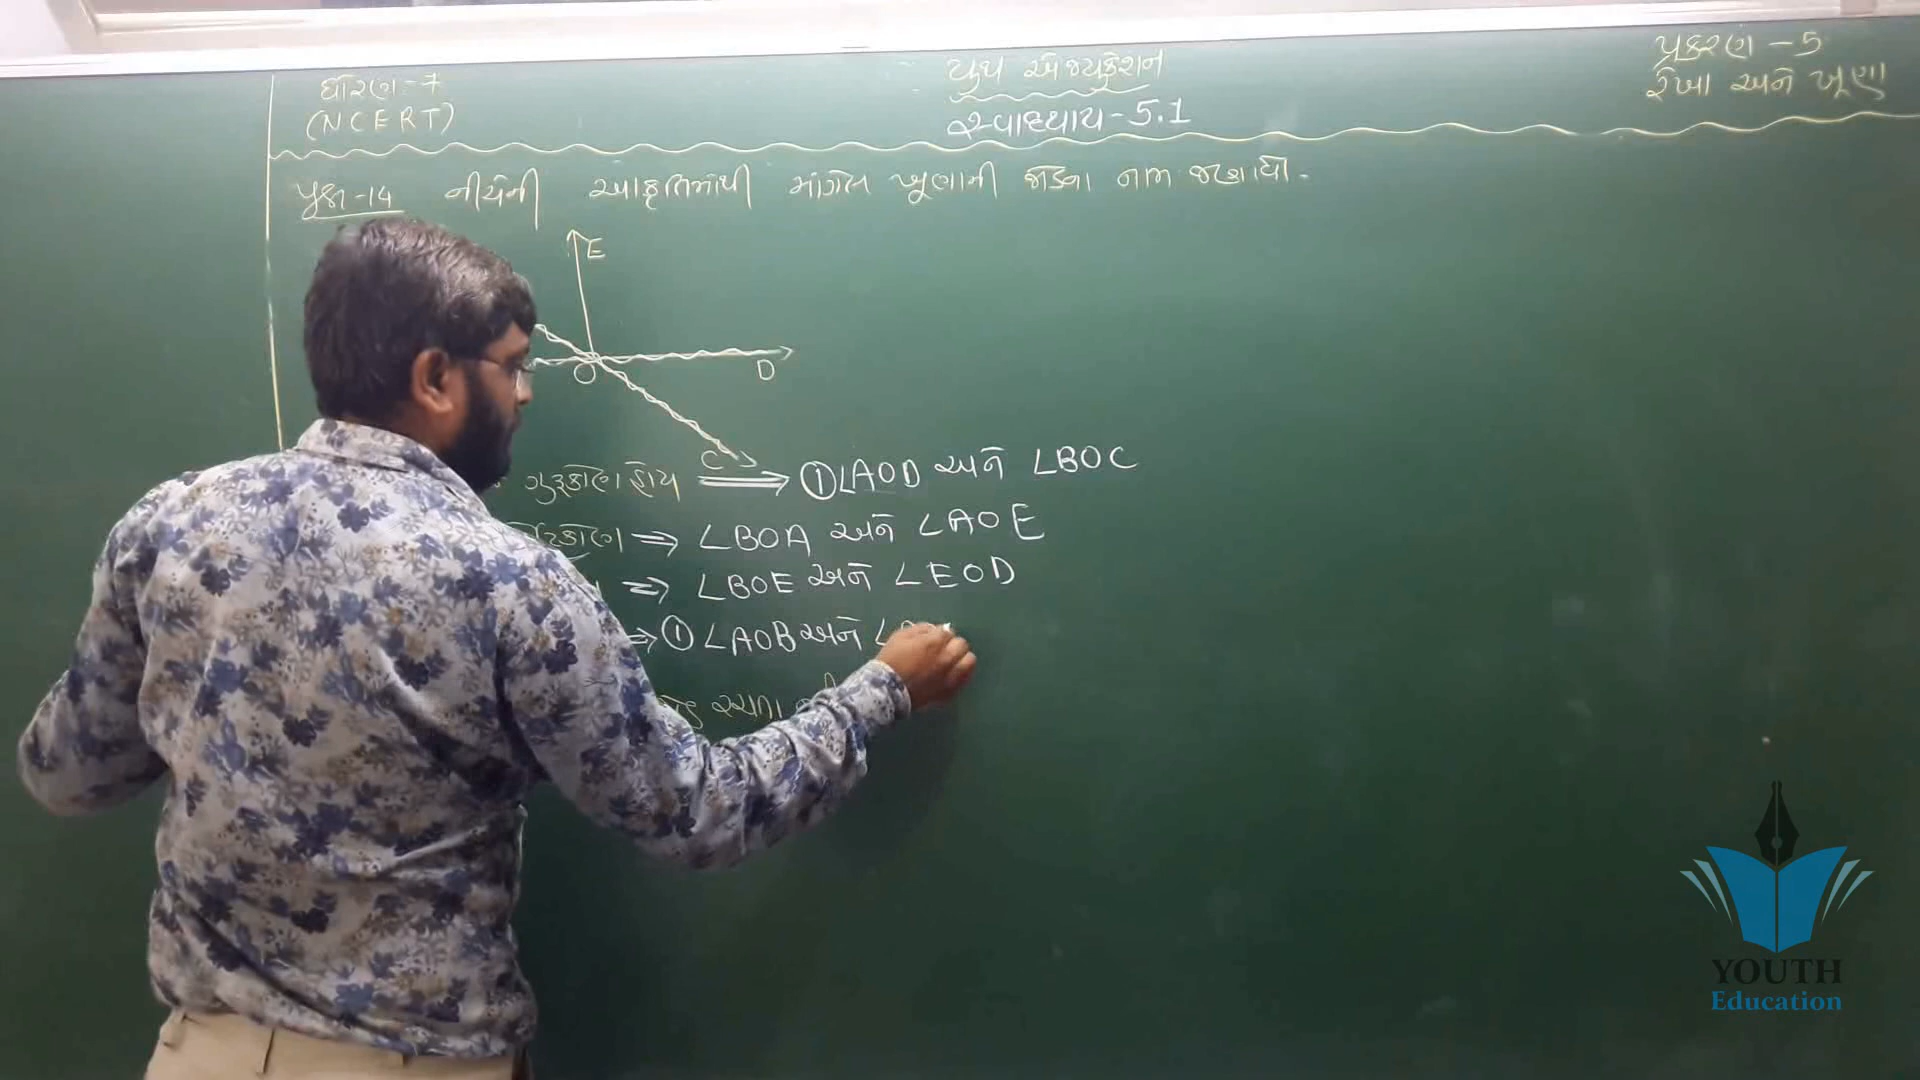 ધોરણ-7
(NCERT)
યુથ એજ્યુકેશન
સ્વાધ્યાય-5.1
પ્રકરણ-5
રેખા અને ખૂણા
પ્રશ્ન-14 નીચેની આકૃતિમાંથી માંગેલ ખૂણાની જોડના નામ જણાવો.
E
O
D
C
હોય ⇒ ① ∠AOD અને ∠BOC
⇒ ∠BOA અને ∠AOE
⇒ ∠BOE અને ∠EOD
⇒ ① ∠AOB અને ∠
YOUTH
Education